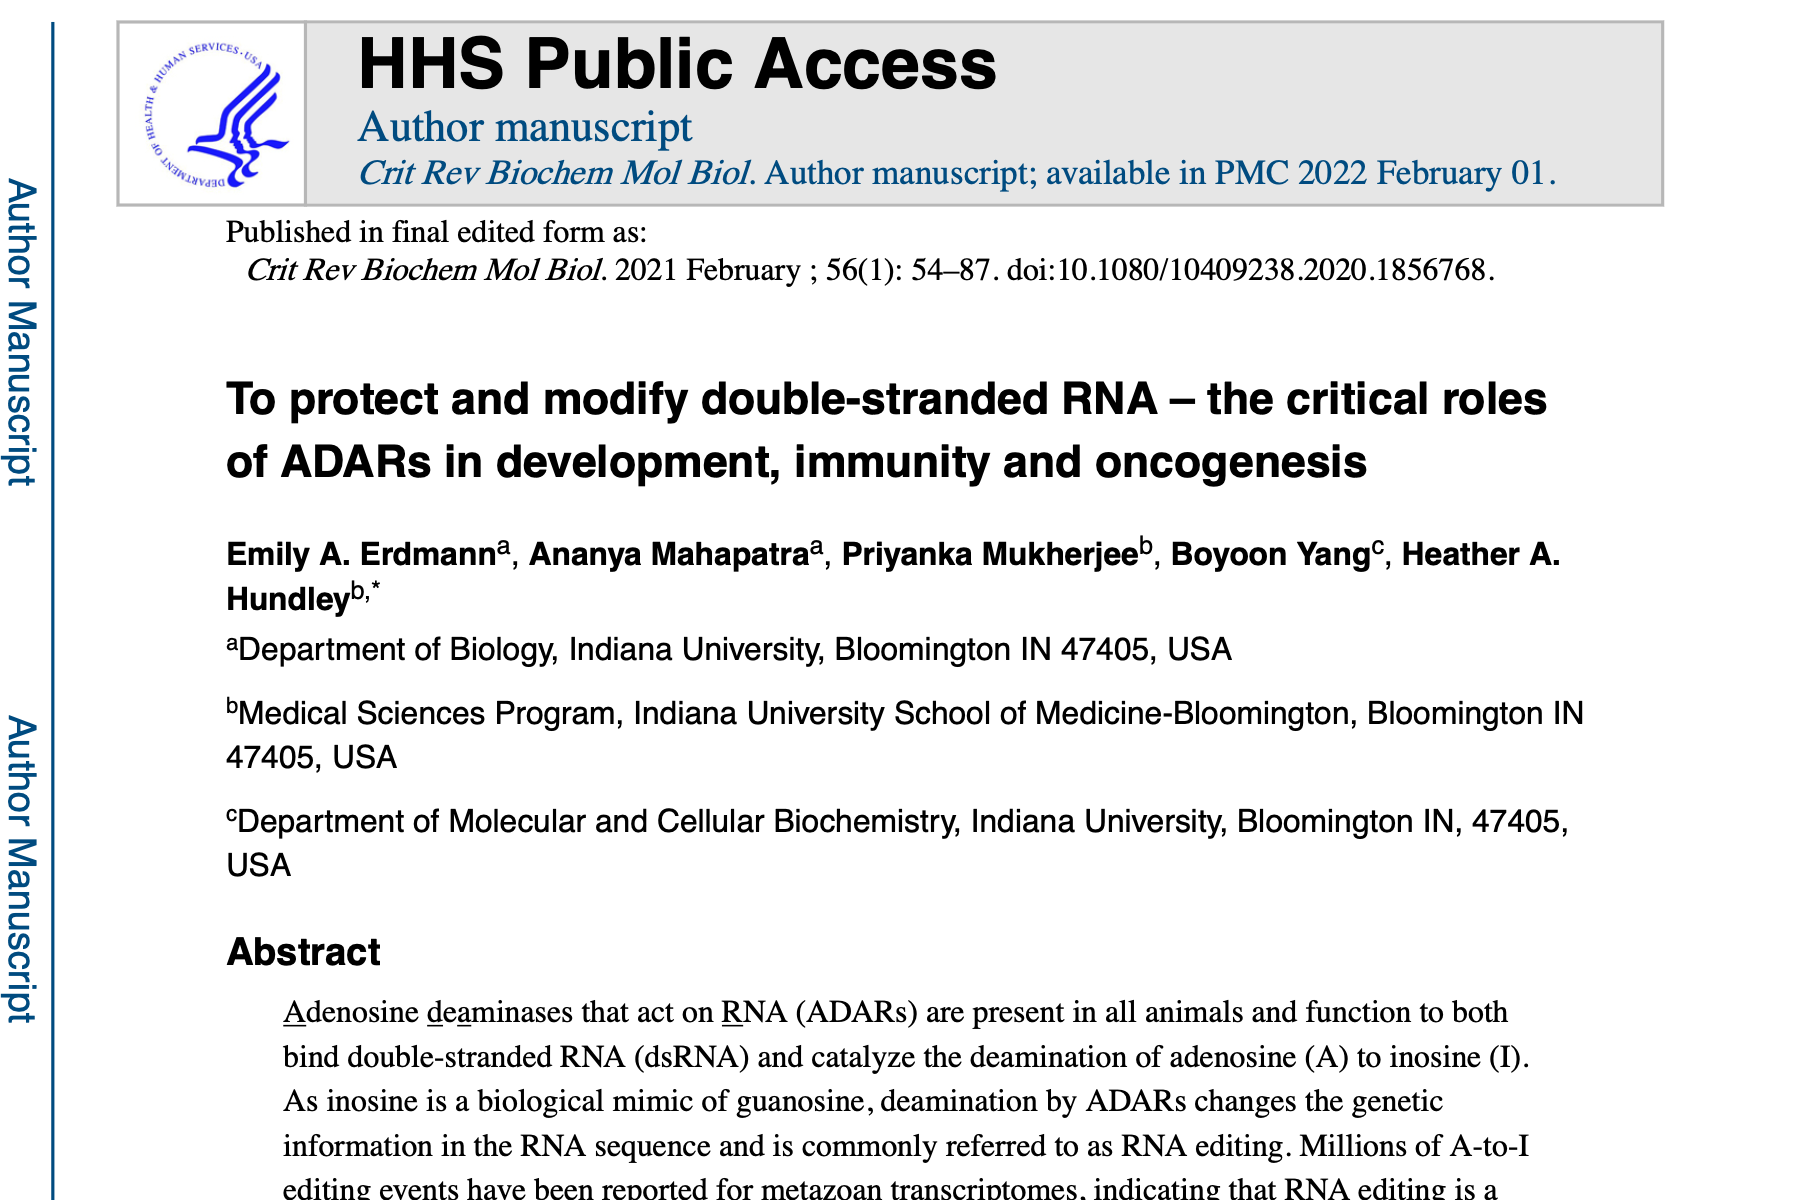 DEPARTMENT OF HEALTH & HUMAN SERVICES · USA
HHS Public Access
Author manuscript
Crit Rev Biochem Mol Biol. Author manuscript; available in PMC 2022 February 01.
Published in final edited form as:
Crit Rev Biochem Mol Biol. 2021 February ; 56(1): 54–87. doi:10.1080/10409238.2020.1856768.
To protect and modify double-stranded RNA – the critical roles
of ADARs in development, immunity and oncogenesis
Emily A. Erdmannᵃ, Ananya Mahapatraᵃ, Priyanka Mukherjeeᵇ, Boyoon Yangᶜ, Heather A.
Hundleyᵇ,*
ᵃDepartment of Biology, Indiana University, Bloomington IN 47405, USA
ᵇMedical Sciences Program, Indiana University School of Medicine-Bloomington, Bloomington IN
47405, USA
ᶜDepartment of Molecular and Cellular Biochemistry, Indiana University, Bloomington IN, 47405,
USA
Abstract
Adenosine deaminases that act on RNA (ADARs) are present in all animals and function to both
bind double-stranded RNA (dsRNA) and catalyze the deamination of adenosine (A) to inosine (I).
As inosine is a biological mimic of guanosine, deamination by ADARs changes the genetic
information in the RNA sequence and is commonly referred to as RNA editing. Millions of A-to-I
editing events have been reported for metazoan transcriptomes, indicating that RNA editing is a
Author Manuscript
Author Manuscript